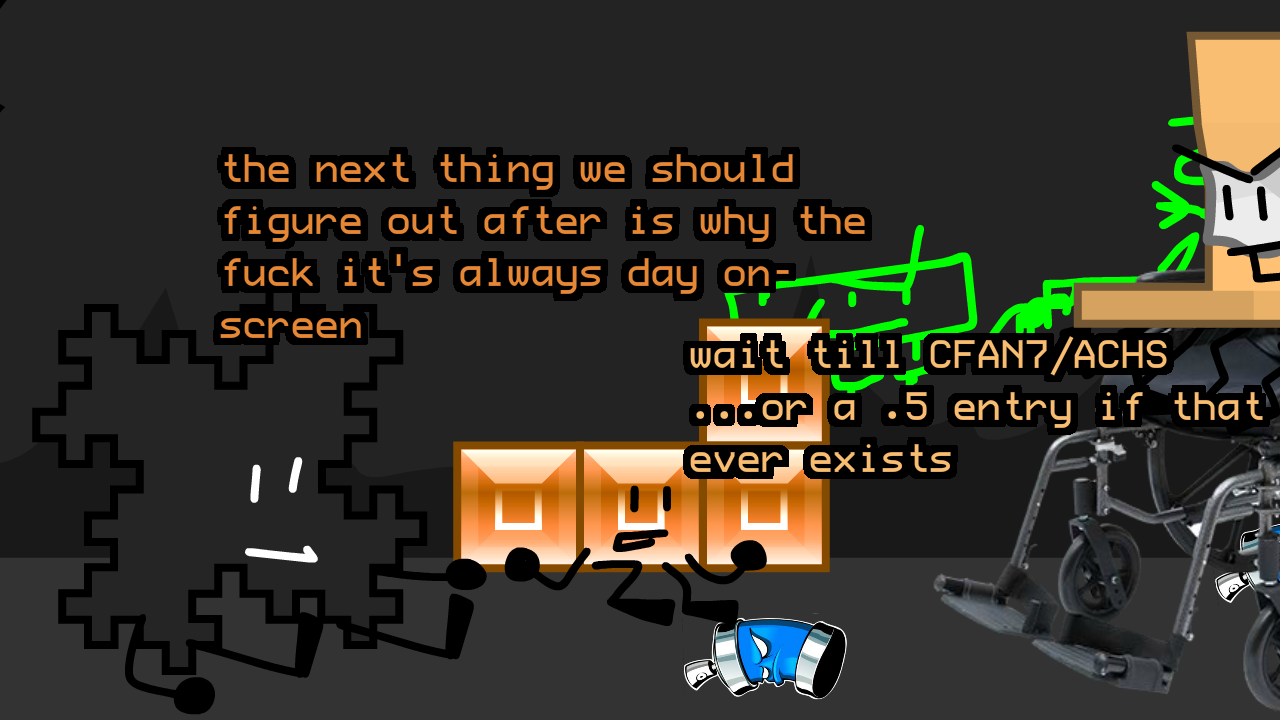 the next thing we should
figure out after is why the
fuck it's always day on-
screen
wait till CFAN7/ACHS
...or a .5 entry if that
ever exists